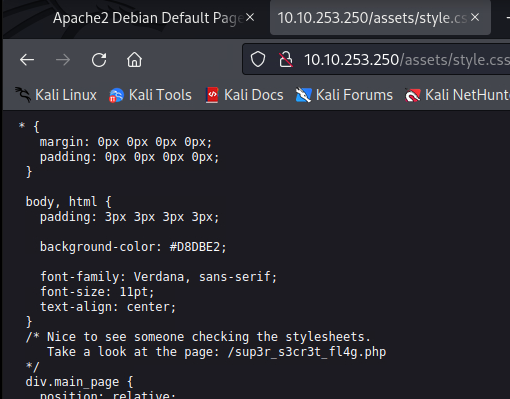 Apache2 Debian Default Page
10.10.253.250/assets/style.cs
10.10.253.250/assets/style.css
Kali Linux Kali Tools Kali Docs Kali Forums Kali NetHunt
* {
margin: 0px 0px 0px 0px;
padding: 0px 0px 0px 0px;
}
body, html {
padding: 3px 3px 3px 3px;
background-color: #D8DBE2;
font-family: Verdana, sans-serif;
font-size: 11pt;
text-align: center;
}
/* Nice to see someone checking the stylesheets.
Take a look at the page: /sup3r_s3cr3t_fl4g.php
*/
div.main_page {
position: relative;